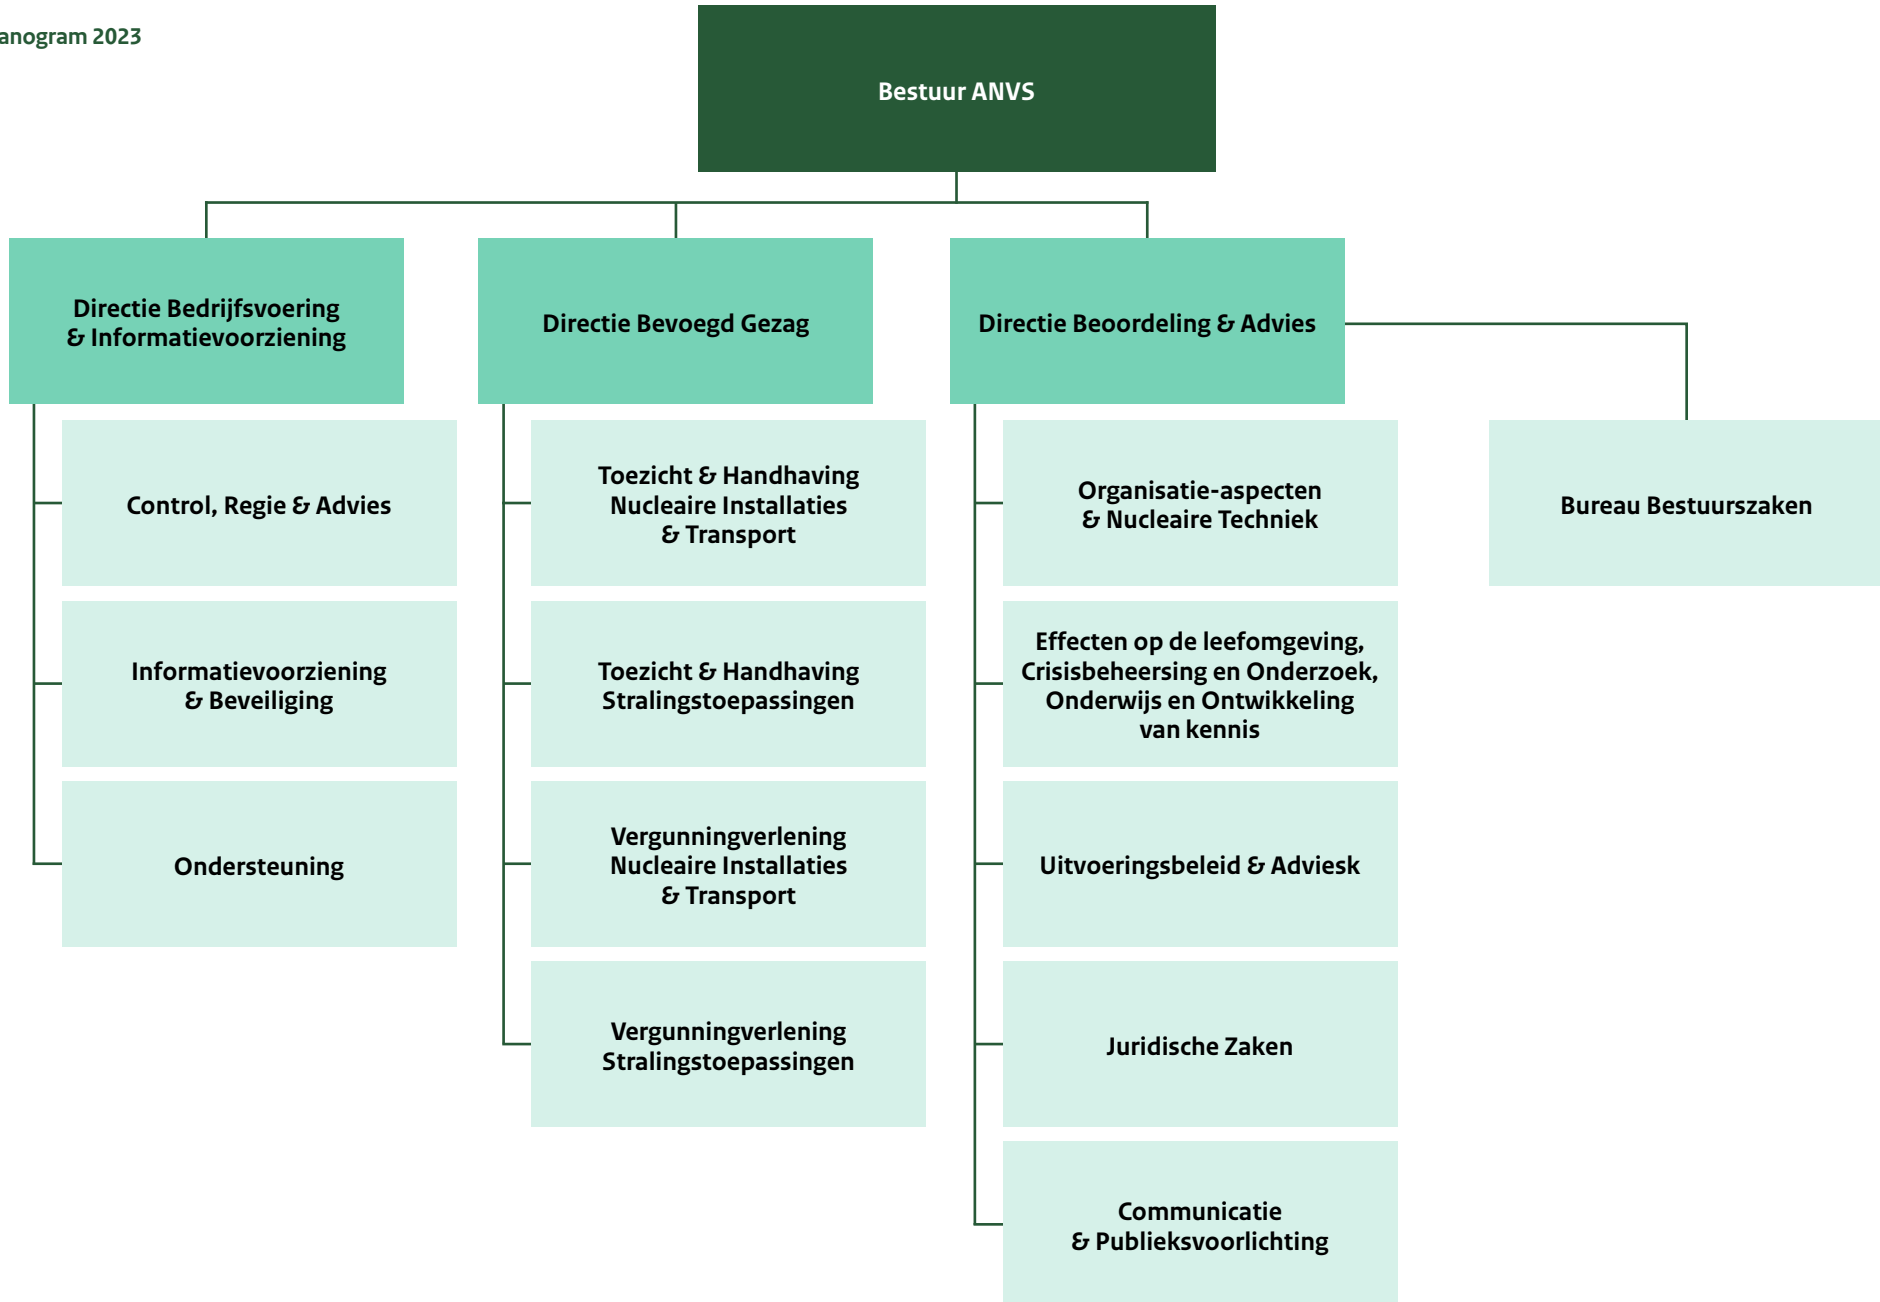 anogram 2023
Bestuur ANVS
Directie Bedrijfsvoering
& Informatievoorziening
Directie Bevoegd Gezag
Directie Beoordeling & Advies
Control, Regie & Advies
Informatievoorziening
& Beveiliging
Ondersteuning
Toezicht & Handhaving
Nucleaire Installaties
& Transport
Toezicht & Handhaving
Stralingstoepassingen
Vergunningverlening
Nucleaire Installaties
& Transport
Vergunningverlening
Stralingstoepassingen
Organisatie-aspecten
& Nucleaire Techniek
Effecten op de leefomgeving,
Crisisbeheersing en Onderzoek,
Onderwijs en Ontwikkeling
van kennis
Uitvoeringsbeleid & Adviesk
Juridische Zaken
Communicatie
& Publieksvoorlichting
Bureau Bestuurszaken